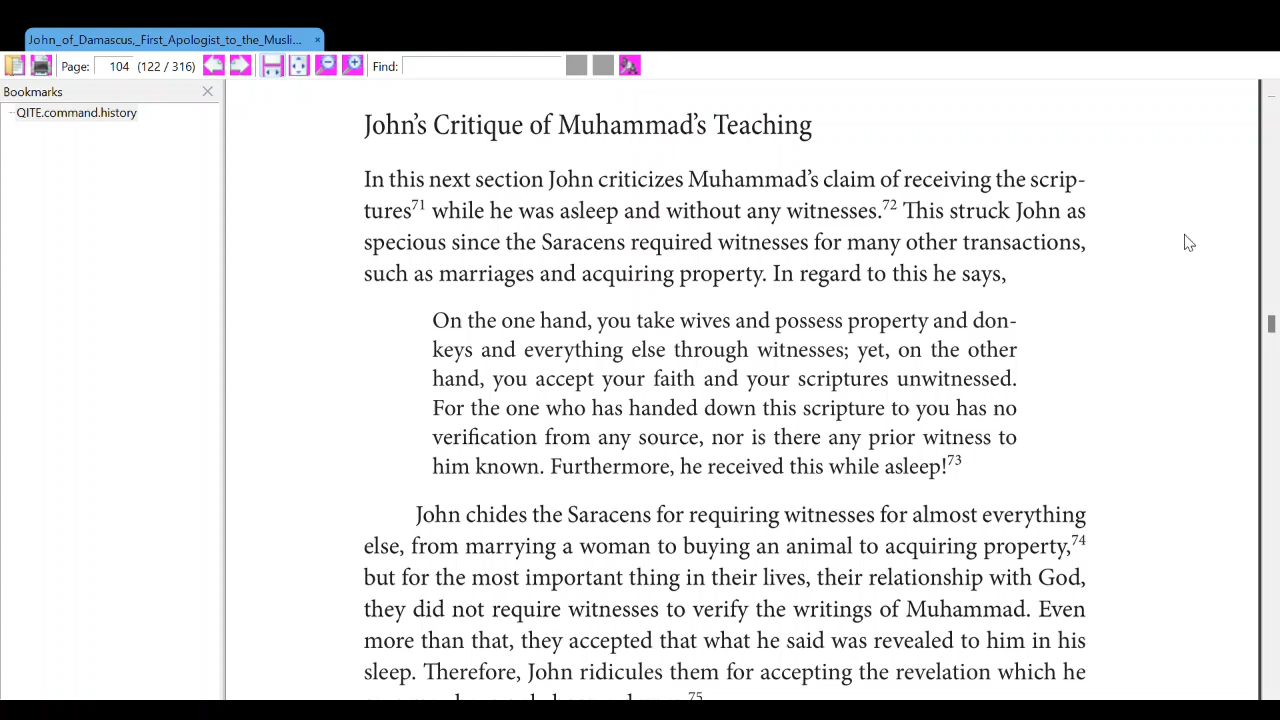 John_of_Damascus,_First_Apologist_to_the_Musli...
×
Page: 104 (122 / 316) Find:
Bookmarks
QITE.command.history
John's Critique of Muhammad's Teaching
In this next section John criticizes Muhammad's claim of receiving the scrip-
tures71 while he was asleep and without any witnesses.72 This struck John as
specious since the Saracens required witnesses for many other transactions,
such as marriages and acquiring property. In regard to this he says,
On the one hand, you take wives and possess property and don-
keys and everything else through witnesses; yet, on the other
hand, you accept your faith and your scriptures unwitnessed.
For the one who has handed down this scripture to you has no
verification from any source, nor is there any prior witness to
him known. Furthermore, he received this while asleep!73
John chides the Saracens for requiring witnesses for almost everything
else, from marrying a woman to buying an animal to acquiring property,74
but for the most important thing in their lives, their relationship with God,
they did not require witnesses to verify the writings of Muhammad. Even
more than that, they accepted that what he said was revealed to him in his
sleep. Therefore, John ridicules them for accepting the revelation which he
75